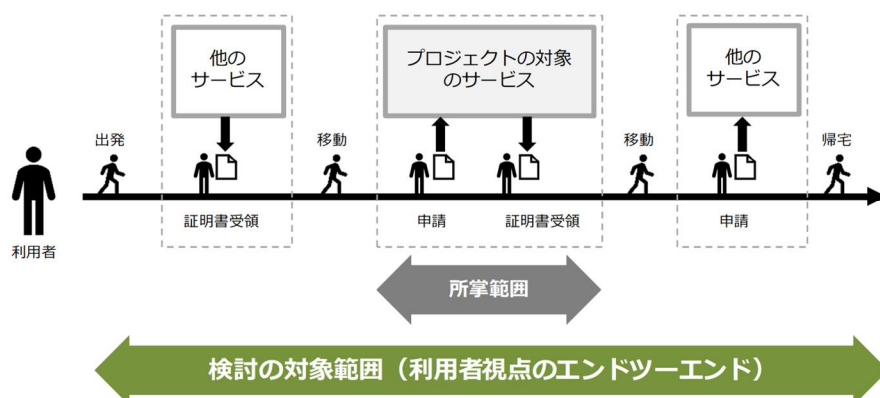 他の
サービス
プロジェクトの対象
のサービス
他の
サービス
出発
移動
移動
帰宅
証明書受領
申請
証明書受領
申請
利用者
所掌範囲
検討の対象範囲（利用者視点のエンドツーエンド）